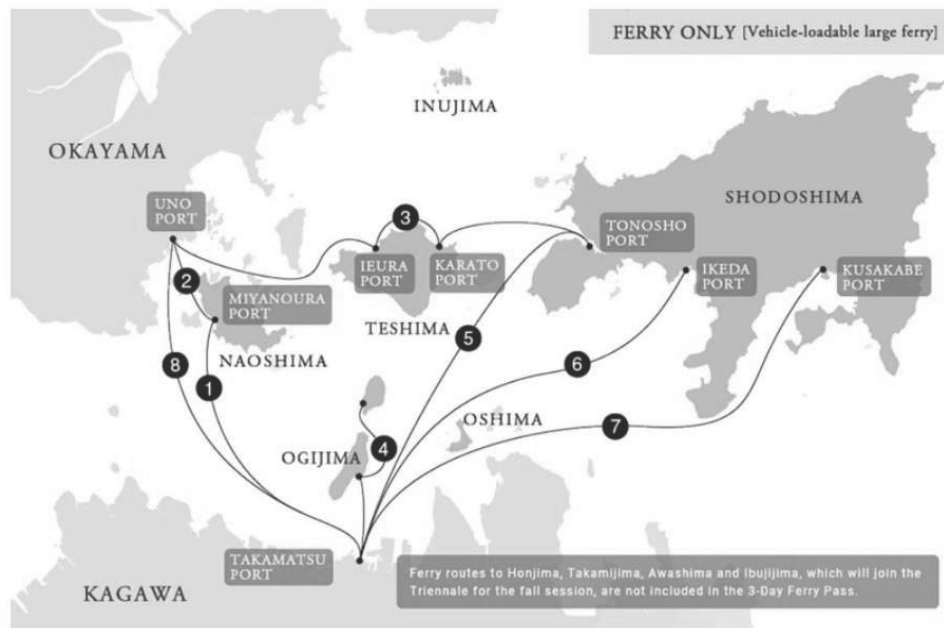 FERRY ONLY [Vehicle-loadable large ferry]
INUJIMA
OKAYAMA
SHODOSHIMA
UNO
PORT
3
TONOSHO
PORT
IEURA
PORT
KARATO
PORT
IKEDA
PORT
KUSAKABE
PORT
2
MIYANOURA
PORT
TESHIMA
5
NAOSHIMA
8
6
1
OSHIMA
7
4
OGIJIMA
TAKAMATSU
PORT
KAGAWA
Ferry routes to Honjima, Takamijima, Awashima and Ibujijima, which will join the
Triennale for the fall session, are not included in the 3-Day Ferry Pass.